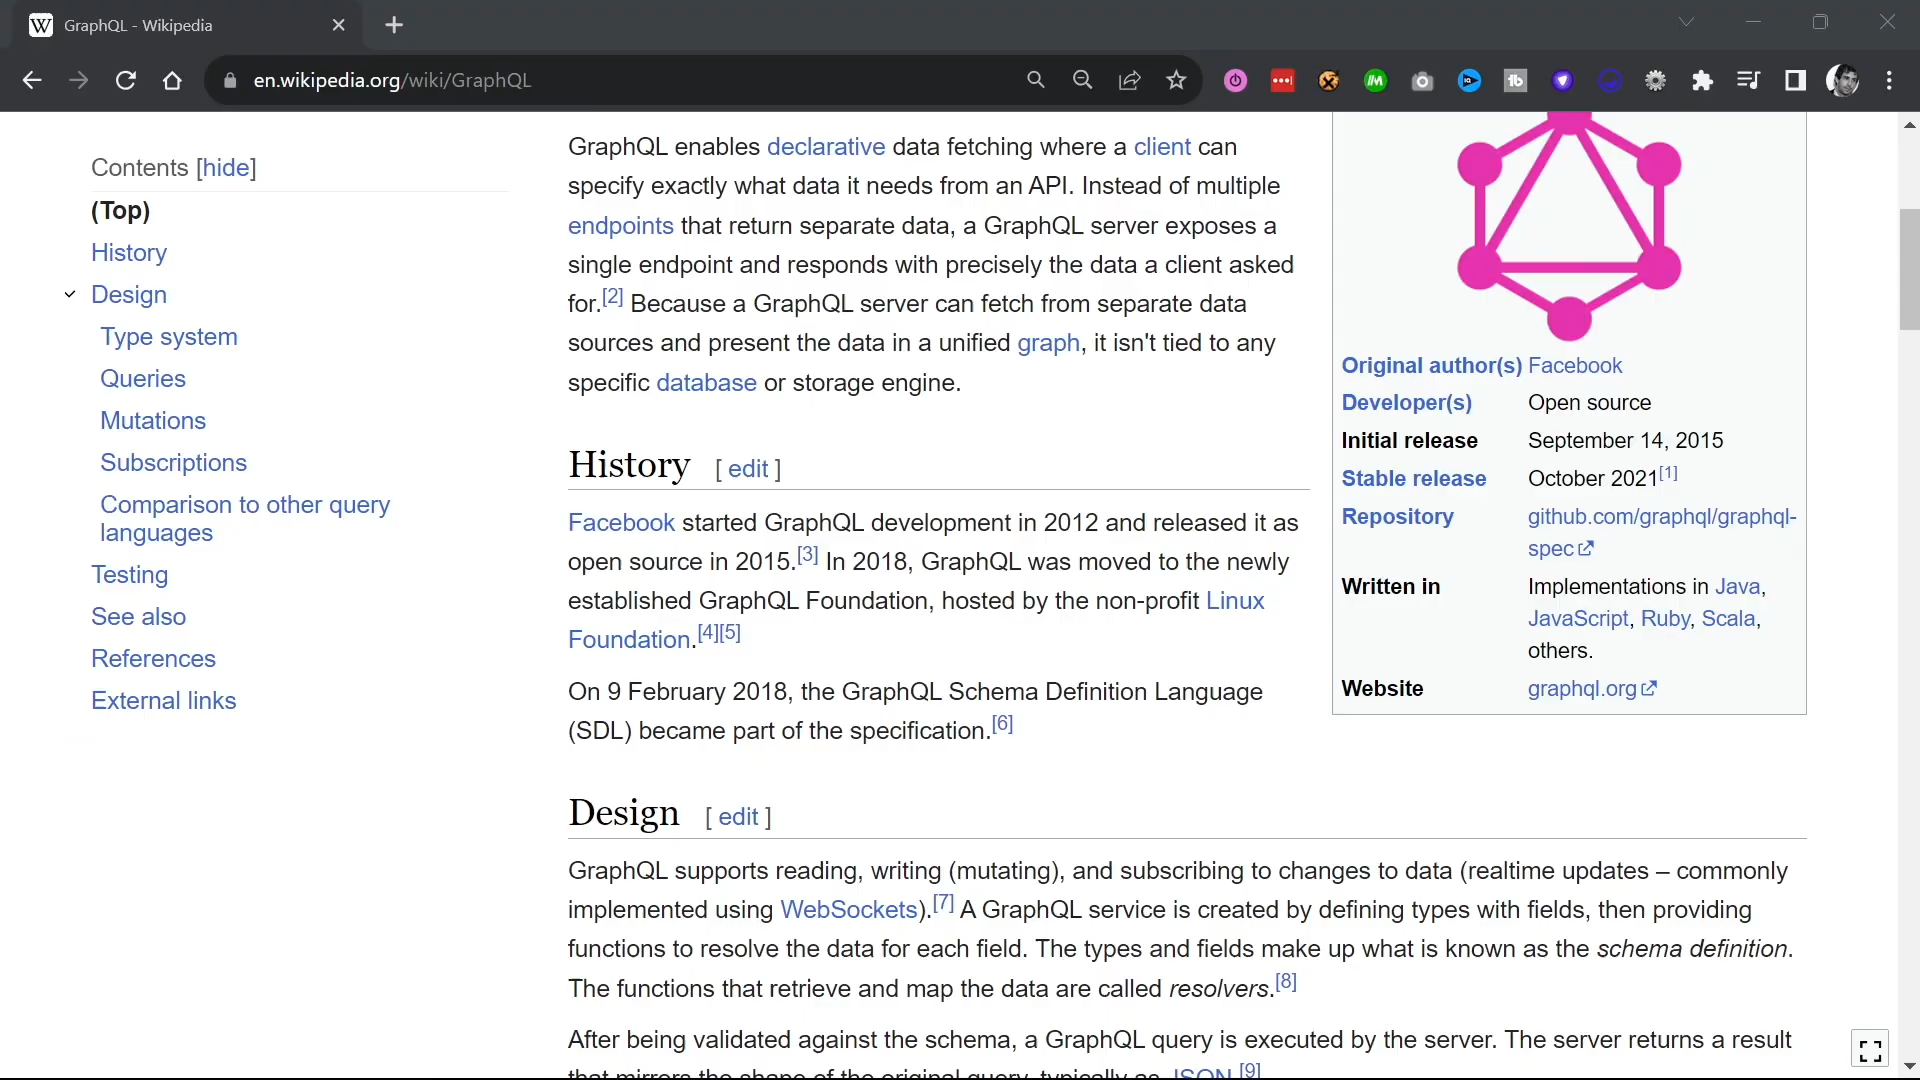 GraphQL - Wikipedia
en.wikipedia.org/wiki/GraphQL
Contents [hide]
(Top)
History
Design
Type system
Queries
Mutations
Subscriptions
Comparison to other query
languages
Testing
See also
References
External links
GraphQL enables declarative data fetching where a client can
specify exactly what data it needs from an API. Instead of multiple
endpoints that return separate data, a GraphQL server exposes a
single endpoint and responds with precisely the data a client asked
for.[2] Because a GraphQL server can fetch from separate data
sources and present the data in a unified graph, it isn't tied to any
specific database or storage engine.
History [ edit ]
Facebook started GraphQL development in 2012 and released it as
open source in 2015.[3] In 2018, GraphQL was moved to the newly
established GraphQL Foundation, hosted by the non-profit Linux
Foundation.[4][5]
On 9 February 2018, the GraphQL Schema Definition Language
(SDL) became part of the specification.[6]
Original author(s) Facebook
Developer(s) Open source
Initial release September 14, 2015
Stable release October 2021[1]
Repository github.com/graphql/graphql-
spec
Written in Implementations in Java,
JavaScript, Ruby, Scala,
others.
Website graphql.org
Design [ edit ]
GraphQL supports reading, writing (mutating), and subscribing to changes to data (realtime updates – commonly
implemented using WebSockets).[7] A GraphQL service is created by defining types with fields, then providing
functions to resolve the data for each field. The types and fields make up what is known as the schema definition.
The functions that retrieve and map the data are called resolvers.[8]
After being validated against the schema, a GraphQL query is executed by the server. The server returns a result
that mirrors the shape of the original query, typically as JSON.[9]